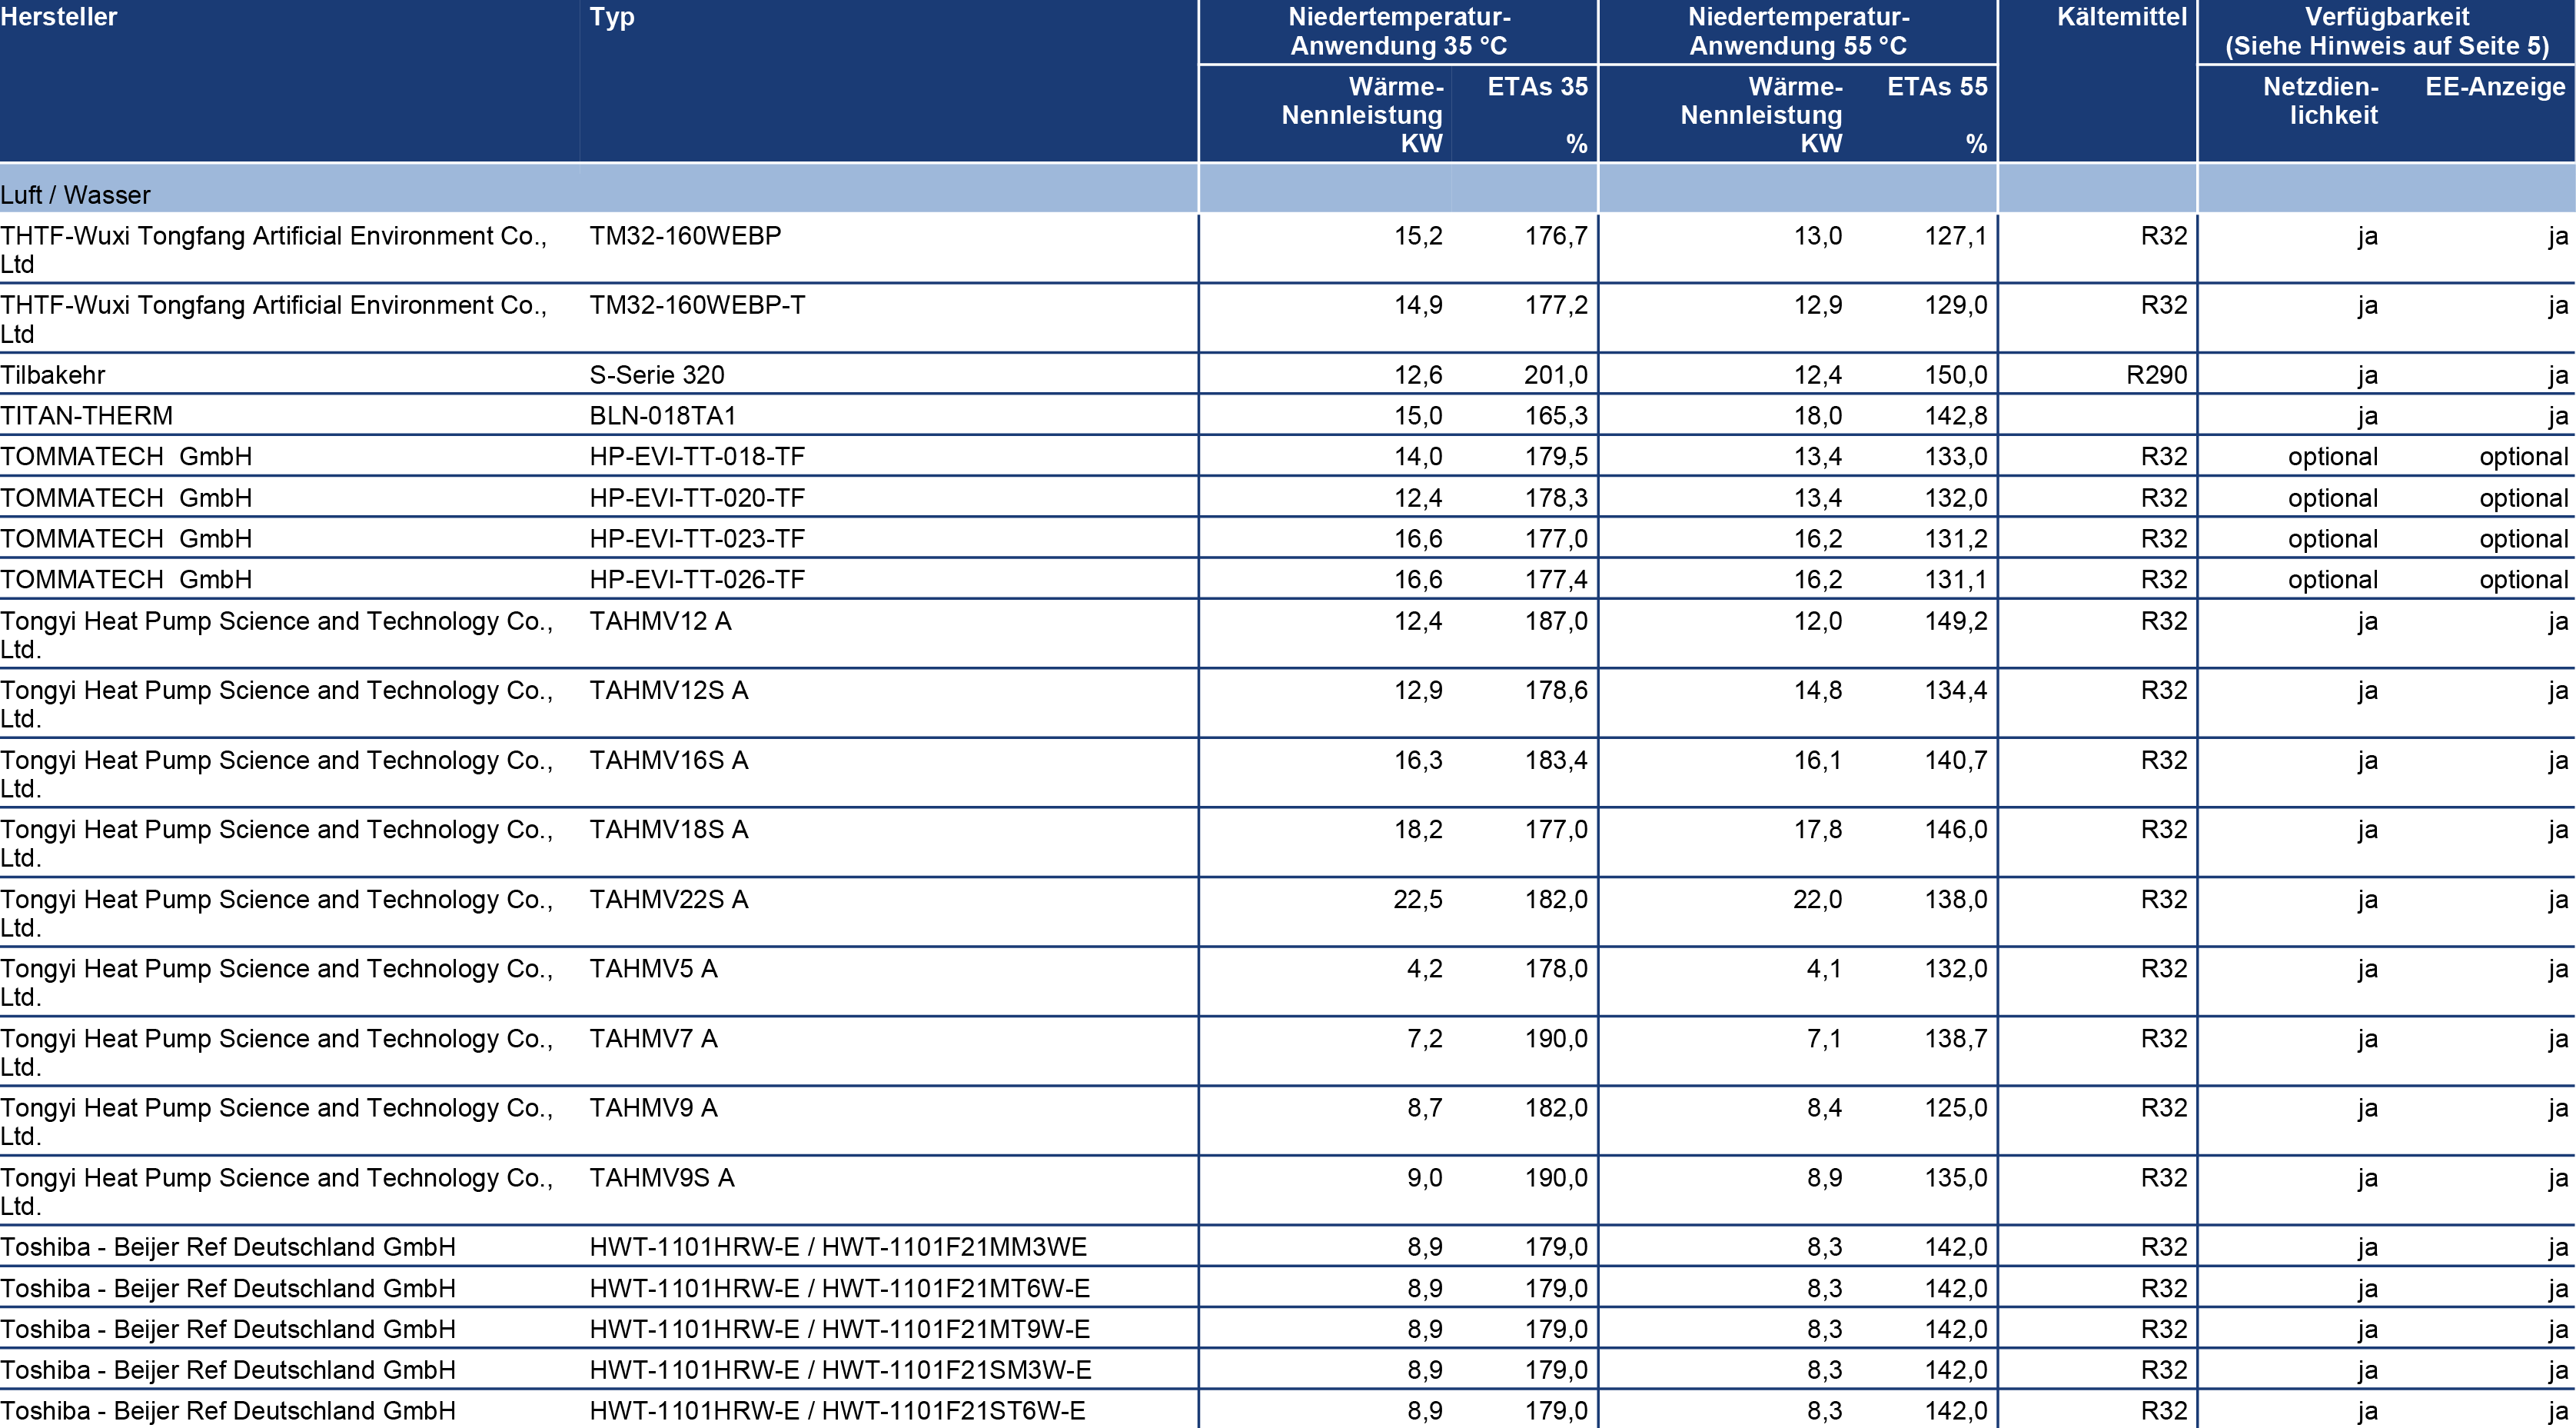 Hersteller Typ Niedertemperatur- Niedertemperatur- Kältemittel Verfügbarkeit
Anwendung 35 °C Anwendung 55 °C (Siehe Hinweis auf Seite 5)
Wärme- ETAs 35 Wärme- ETAs 55 Netzdien- EE-Anzeige
Nennleistung Nennleistung lichkeit
KW % KW %
Luft / Wasser
THTF-Wuxi Tongfang Artificial Environment Co., TM32-160WEBP 15,2 176,7 13,0 127,1 R32 ja ja
Ltd
THTF-Wuxi Tongfang Artificial Environment Co., TM32-160WEBP-T 14,9 177,2 12,9 129,0 R32 ja ja
Ltd
Tilbakehr S-Serie 320 12,6 201,0 12,4 150,0 R290 ja ja
TITAN-THERM BLN-018TA1 15,0 165,3 18,0 142,8 ja ja
TOMMATECH  GmbH HP-EVI-TT-018-TF 14,0 179,5 13,4 133,0 R32 optional optional
TOMMATECH  GmbH HP-EVI-TT-020-TF 12,4 178,3 13,4 132,0 R32 optional optional
TOMMATECH  GmbH HP-EVI-TT-023-TF 16,6 177,0 16,2 131,2 R32 optional optional
TOMMATECH  GmbH HP-EVI-TT-026-TF 16,6 177,4 16,2 131,1 R32 optional optional
Tongyi Heat Pump Science and Technology Co., TAHMV12 A 12,4 187,0 12,0 149,2 R32 ja ja
Ltd.
Tongyi Heat Pump Science and Technology Co., TAHMV12S A 12,9 178,6 14,8 134,4 R32 ja ja
Ltd.
Tongyi Heat Pump Science and Technology Co., TAHMV16S A 16,3 183,4 16,1 140,7 R32 ja ja
Ltd.
Tongyi Heat Pump Science and Technology Co., TAHMV18S A 18,2 177,0 17,8 146,0 R32 ja ja
Ltd.
Tongyi Heat Pump Science and Technology Co., TAHMV22S A 22,5 182,0 22,0 138,0 R32 ja ja
Ltd.
Tongyi Heat Pump Science and Technology Co., TAHMV5 A 4,2 178,0 4,1 132,0 R32 ja ja
Ltd.
Tongyi Heat Pump Science and Technology Co., TAHMV7 A 7,2 190,0 7,1 138,7 R32 ja ja
Ltd.
Tongyi Heat Pump Science and Technology Co., TAHMV9 A 8,7 182,0 8,4 125,0 R32 ja ja
Ltd.
Tongyi Heat Pump Science and Technology Co., TAHMV9S A 9,0 190,0 8,9 135,0 R32 ja ja
Ltd.
Toshiba - Beijer Ref Deutschland GmbH HWT-1101HRW-E / HWT-1101F21MM3WE 8,9 179,0 8,3 142,0 R32 ja ja
Toshiba - Beijer Ref Deutschland GmbH HWT-1101HRW-E / HWT-1101F21MT6W-E 8,9 179,0 8,3 142,0 R32 ja ja
Toshiba - Beijer Ref Deutschland GmbH HWT-1101HRW-E / HWT-1101F21MT9W-E 8,9 179,0 8,3 142,0 R32 ja ja
Toshiba - Beijer Ref Deutschland GmbH HWT-1101HRW-E / HWT-1101F21SM3W-E 8,9 179,0 8,3 142,0 R32 ja ja
Toshiba - Beijer Ref Deutschland GmbH HWT-1101HRW-E / HWT-1101F21ST6W-E 8,9 179,0 8,3 142,0 R32 ja ja